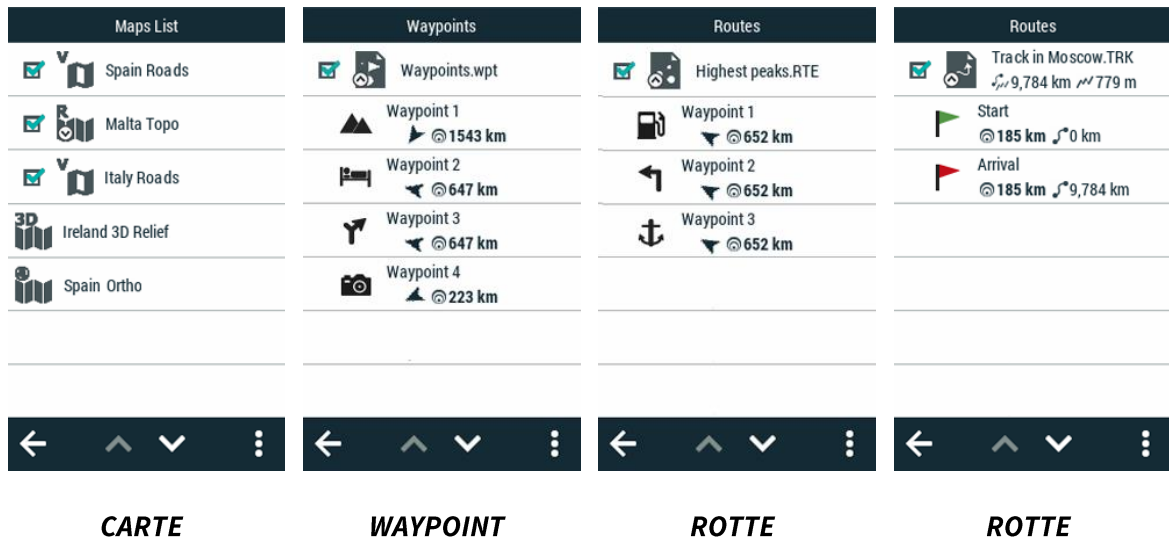 Maps List
V
Spain Roads
R
Malta Topo
V
Italy Roads
3D
Ireland 3D Relief
Spain Ortho
CARTE
Waypoints
Waypoints.wpt
Waypoint 1
1543 km
Waypoint 2
647 km
Waypoint 3
647 km
Waypoint 4
223 km
WAYPOINT
Routes
Highest peaks.RTE
Waypoint 1
652 km
Waypoint 2
652 km
Waypoint 3
652 km
ROTTE
Routes
Track in Moscow.TRK
9,784 km 779 m
Start
185 km 0 km
Arrival
185 km 9,784 km
ROTTE